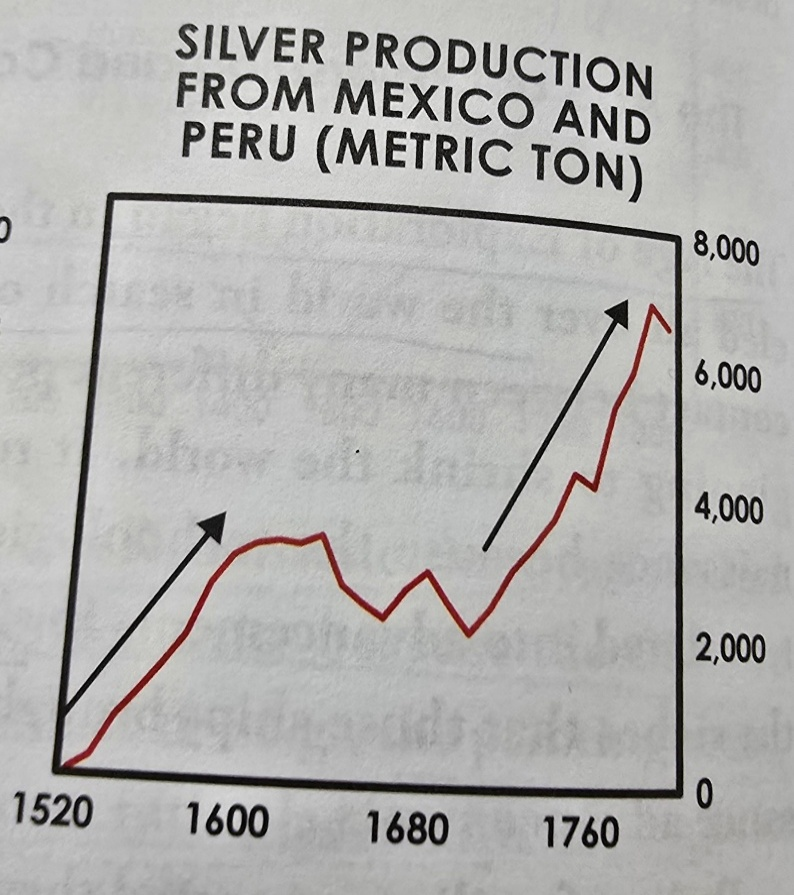 SILVER PRODUCTION
FROM MEXICO AND
PERU (METRIC TON)
0
8,000
6,000
4,000
2,000
0
1520 1600 1680 1760